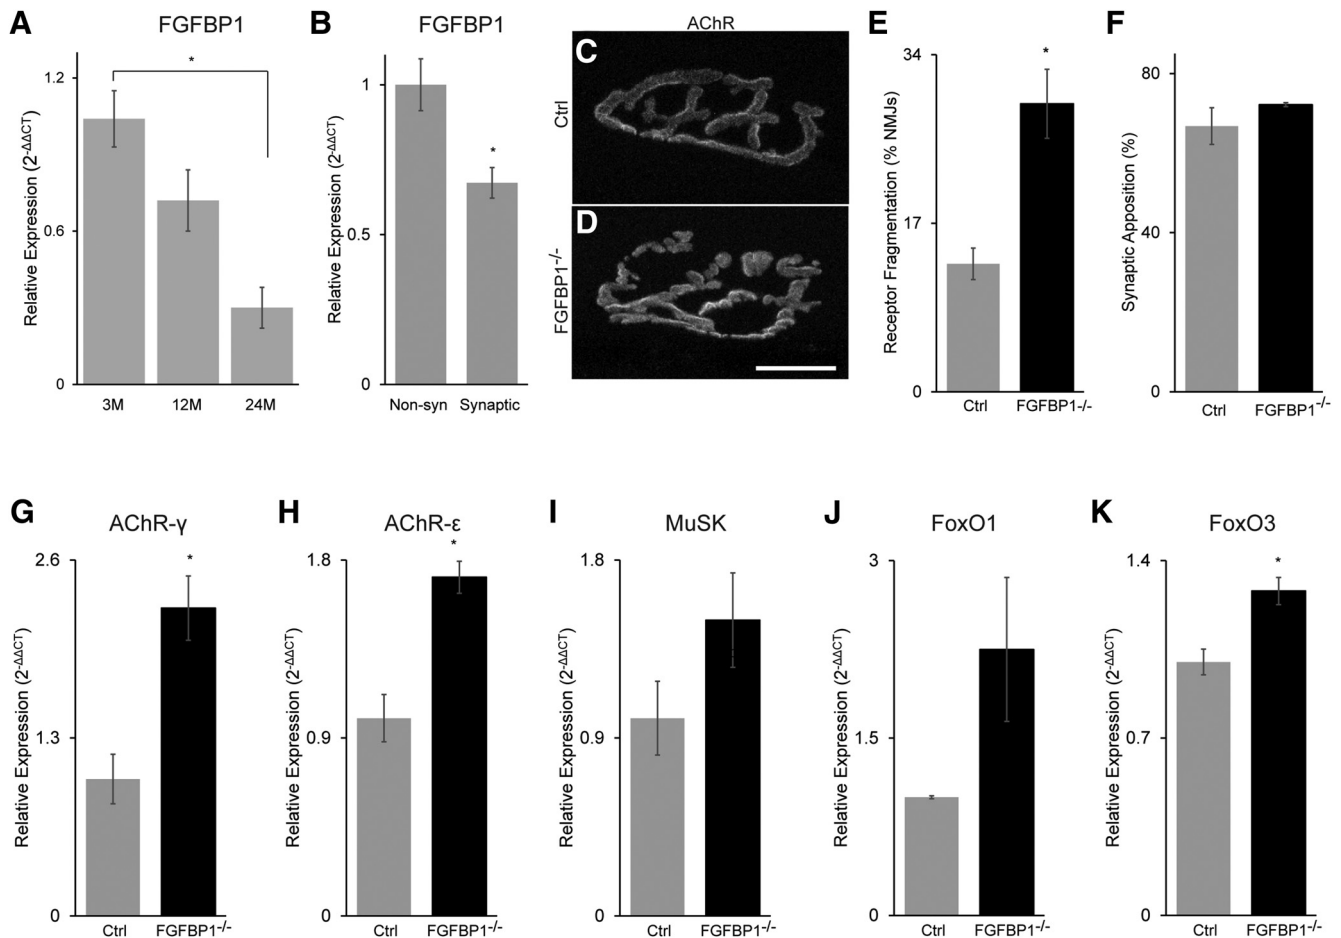 A
FGFBP1
*
Relative Expression (2-ΔΔCT)
1.2
0.6
0
3M
12M
24M
B
FGFBP1
Relative Expression (2-ΔΔCT)
1
0.5
0
*
Non-syn
Synaptic
AChR
C
Ctrl
D
FGFBP1-/-
E
Receptor Fragmentation (% NMJs)
34
17
0
*
Ctrl
FGFBP1-/-
F
Synaptic Apposition (%)
80
40
0
Ctrl
FGFBP1-/-
G
AChR-γ
Relative Expression (2-ΔΔCT)
2.6
1.3
0
*
Ctrl
FGFBP1-/-
H
AChR-ε
Relative Expression (2-ΔΔCT)
1.8
0.9
0
*
Ctrl
FGFBP1-/-
I
MuSK
Relative Expression (2-ΔΔCT)
1.8
0.9
0
Ctrl
FGFBP1-/-
J
FoxO1
Relative Expression (2-ΔΔCT)
3
1.5
0
Ctrl
FGFBP1-/-
K
FoxO3
Relative Expression (2-ΔΔCT)
1.4
0.7
0
*
Ctrl
FGFBP1-/-